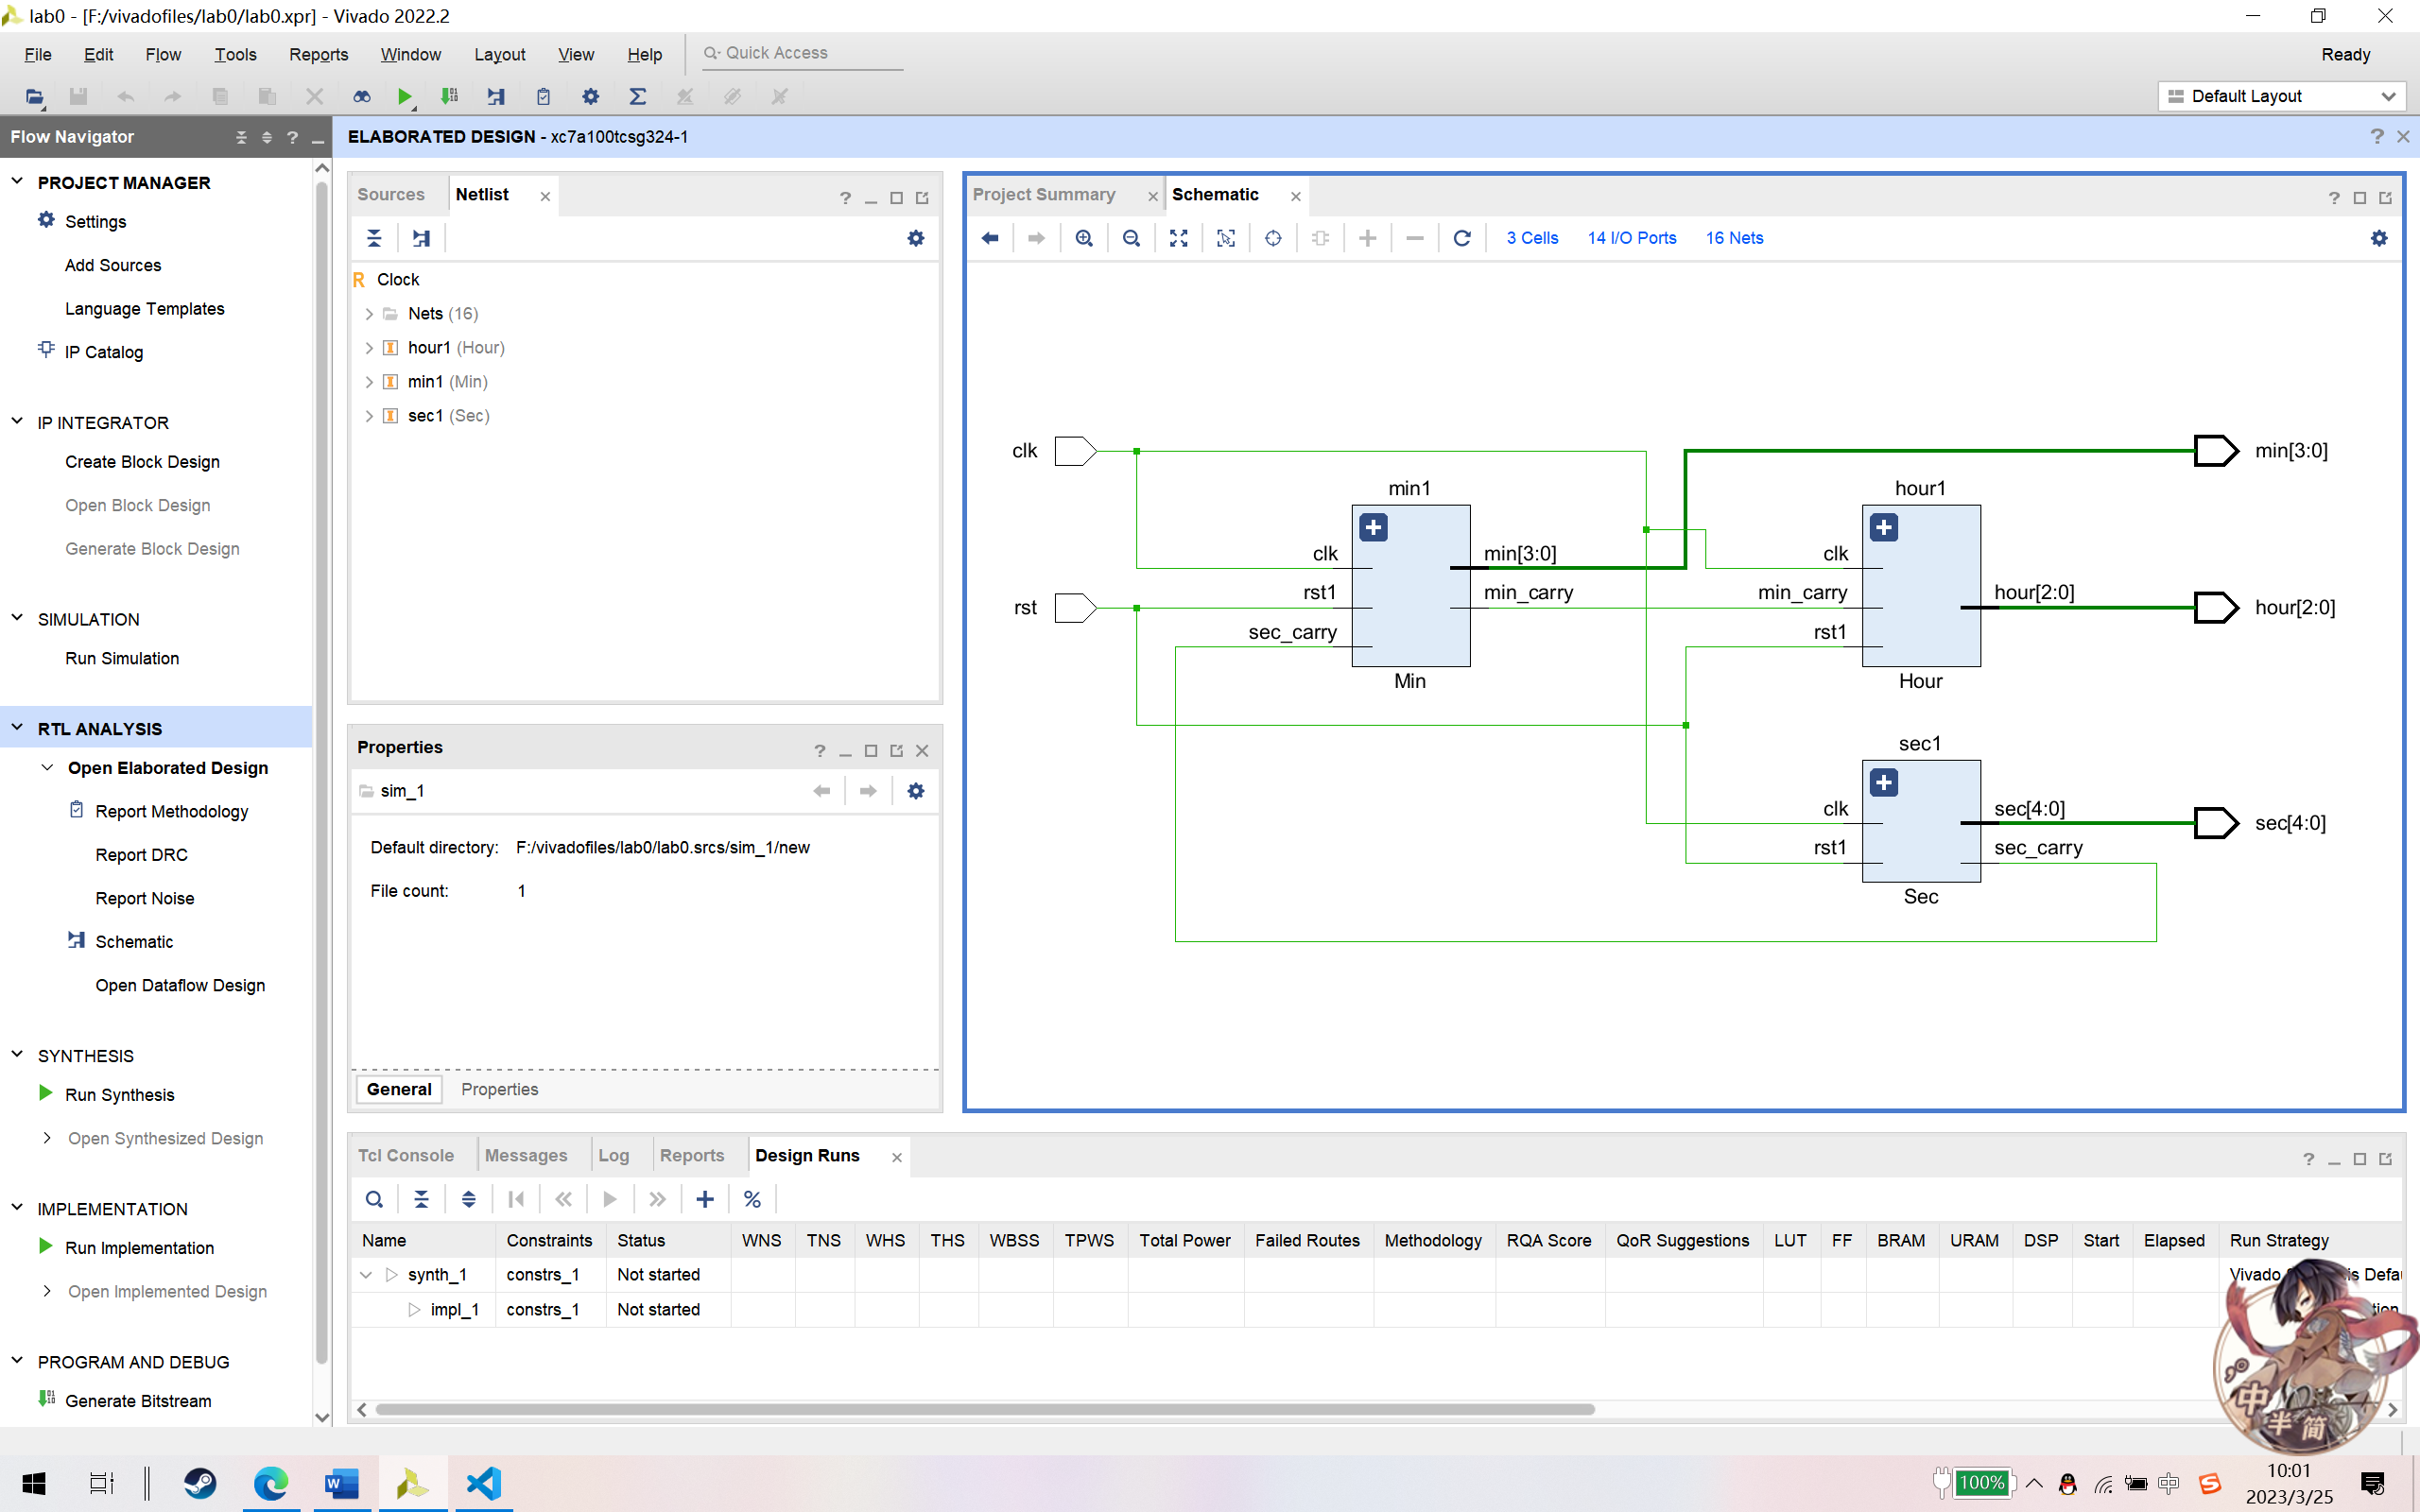 lab0 - [F:/vivadofiles/lab0/lab0.xpr] - Vivado 2022.2
File Edit Flow Tools Reports Window Layout View Help Quick Access Ready
Default Layout
Flow Navigator
ELABORATED DESIGN - xc7a100tcsg324-1
PROJECT MANAGER
Settings
Add Sources
Language Templates
IP Catalog
IP INTEGRATOR
Create Block Design
Open Block Design
Generate Block Design
SIMULATION
Run Simulation
RTL ANALYSIS
Open Elaborated Design
Report Methodology
Report DRC
Report Noise
Schematic
Open Dataflow Design
SYNTHESIS
Run Synthesis
Open Synthesized Design
IMPLEMENTATION
Run Implementation
Open Implemented Design
PROGRAM AND DEBUG
Generate Bitstream
Sources Netlist
R Clock
Nets (16)
I hour1 (Hour)
I min1 (Min)
I sec1 (Sec)
Properties
sim_1
Default directory: F:/vivadofiles/lab0/lab0.srcs/sim_1/new
File count: 1
General Properties
Project Summary Schematic
3 Cells 14 I/O Ports 16 Nets
clk min[3:0]
min1 hour1
clk min[3:0] clk
rst rst1 min_carry min_carry hour[2:0] hour[2:0]
sec_carry rst1
Min Hour
sec1
clk sec[4:0] sec[4:0]
rst1 sec_carry
Sec
Tcl Console Messages Log Reports Design Runs
Name Constraints Status WNS TNS WHS THS WBSS TPWS Total Power Failed Routes Methodology RQA Score QoR Suggestions LUT FF BRAM URAM DSP Start Elapsed Run Strategy
synth_1 constrs_1 Not started Vivado
impl_1 constrs_1 Not started
中半简
100% 中
10:01
2023/3/25